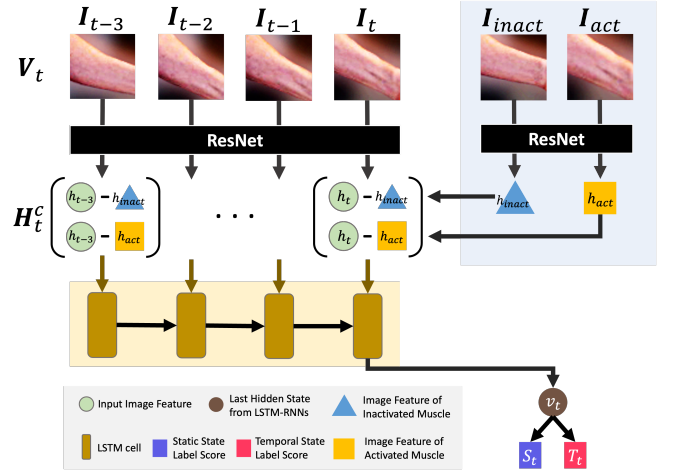 I_{t−3} I_{t−2} I_{t−1} I_t I_{inact} I_{act}
V_t
ResNet ResNet
h_{t−3} − h_{inact} h_t − h_{inact} h_{inact} h_{act}
H_t^c . . .
h_{t−3} − h_{act} h_t − h_{act}
v_t
S_t T_t
Input Image Feature
Last Hidden State
from LSTM-RNNs
Image Feature of
Inactivated Muscle
LSTM cell
Static State
Label Score
Temporal State
Label Score
Image Feature of
Activated Muscle